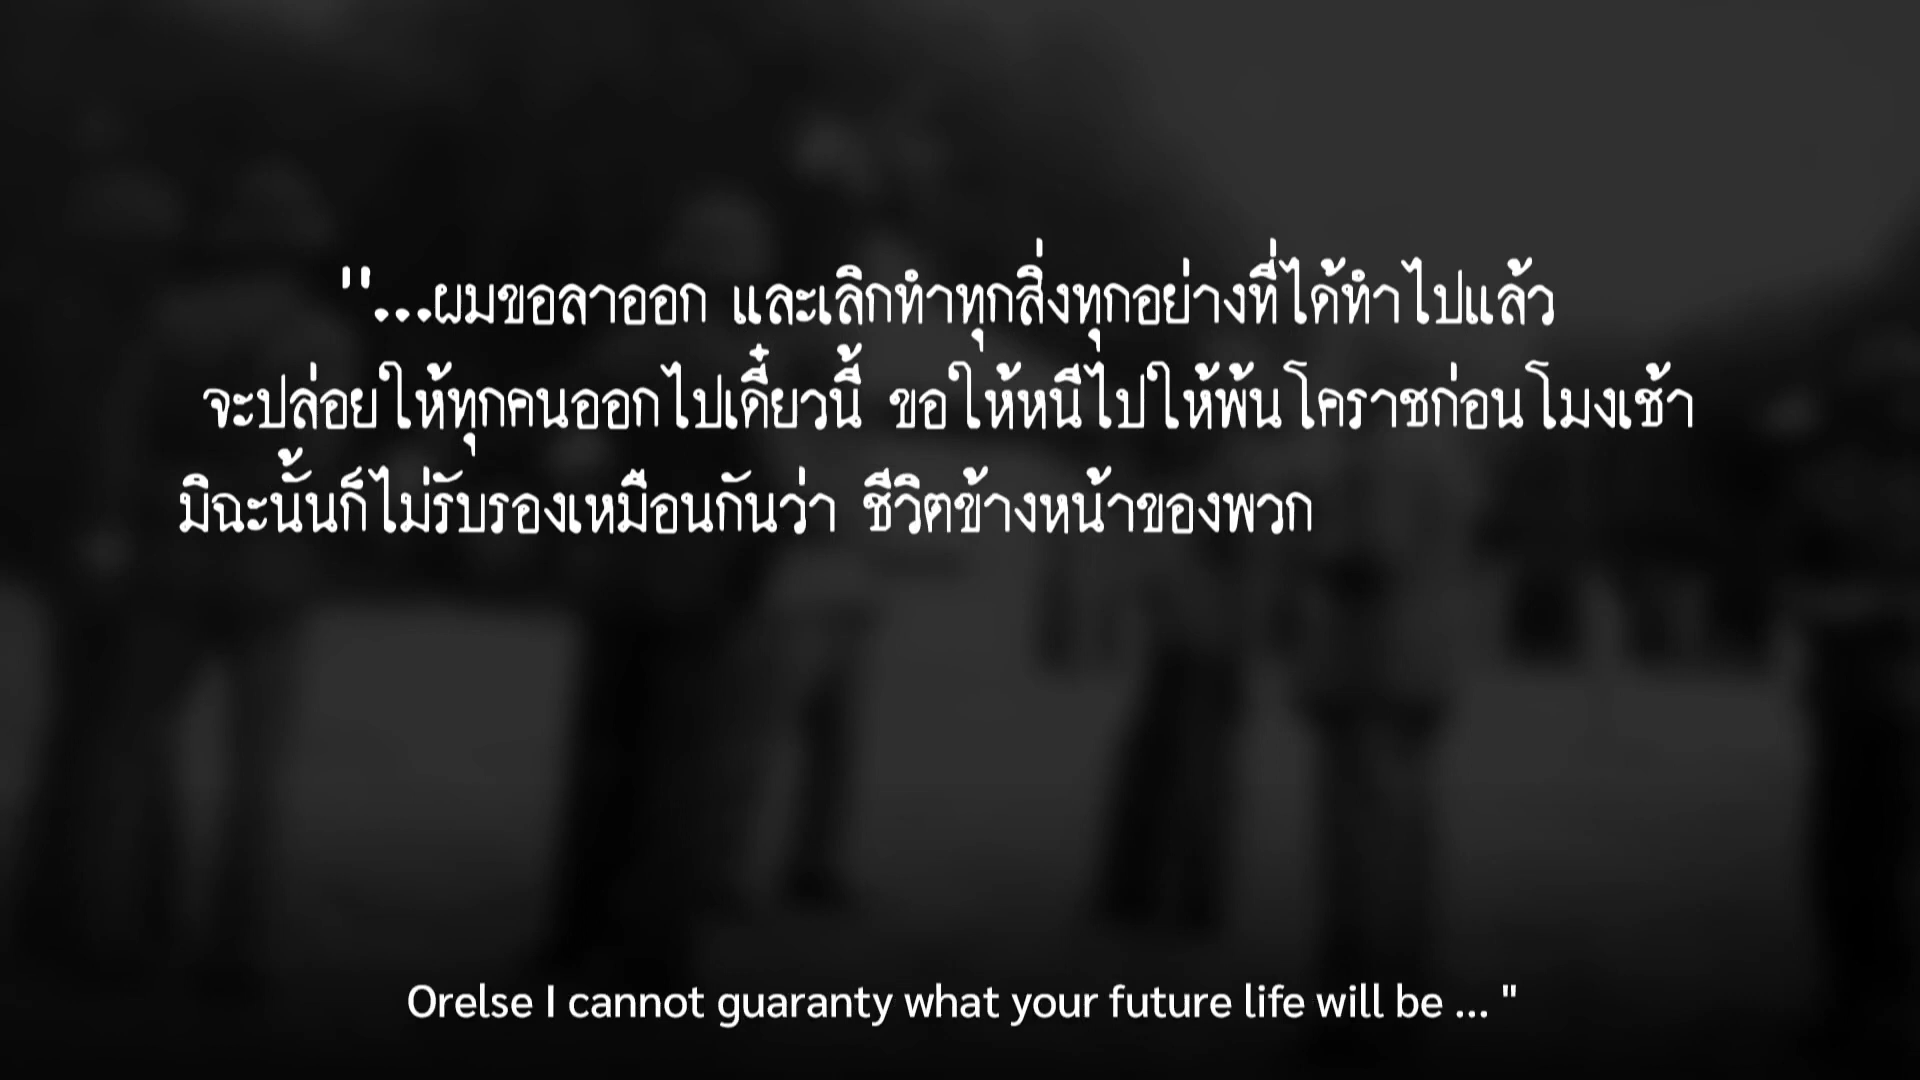 "...ผมขอลาออก และเลิกทำทุกสิ่งทุกอย่างที่ได้ทำไปแล้ว
จะปล่อยให้ทุกคนออกไปเดี๋ยวนี้ ขอให้หนีไปให้พ้นโคราชก่อนโมงเช้า
มิฉะนั้นก็ไม่รับรองเหมือนกันว่า ชีวิตข้างหน้าของพวก
Orelse I cannot guaranty what your future life will be ... "